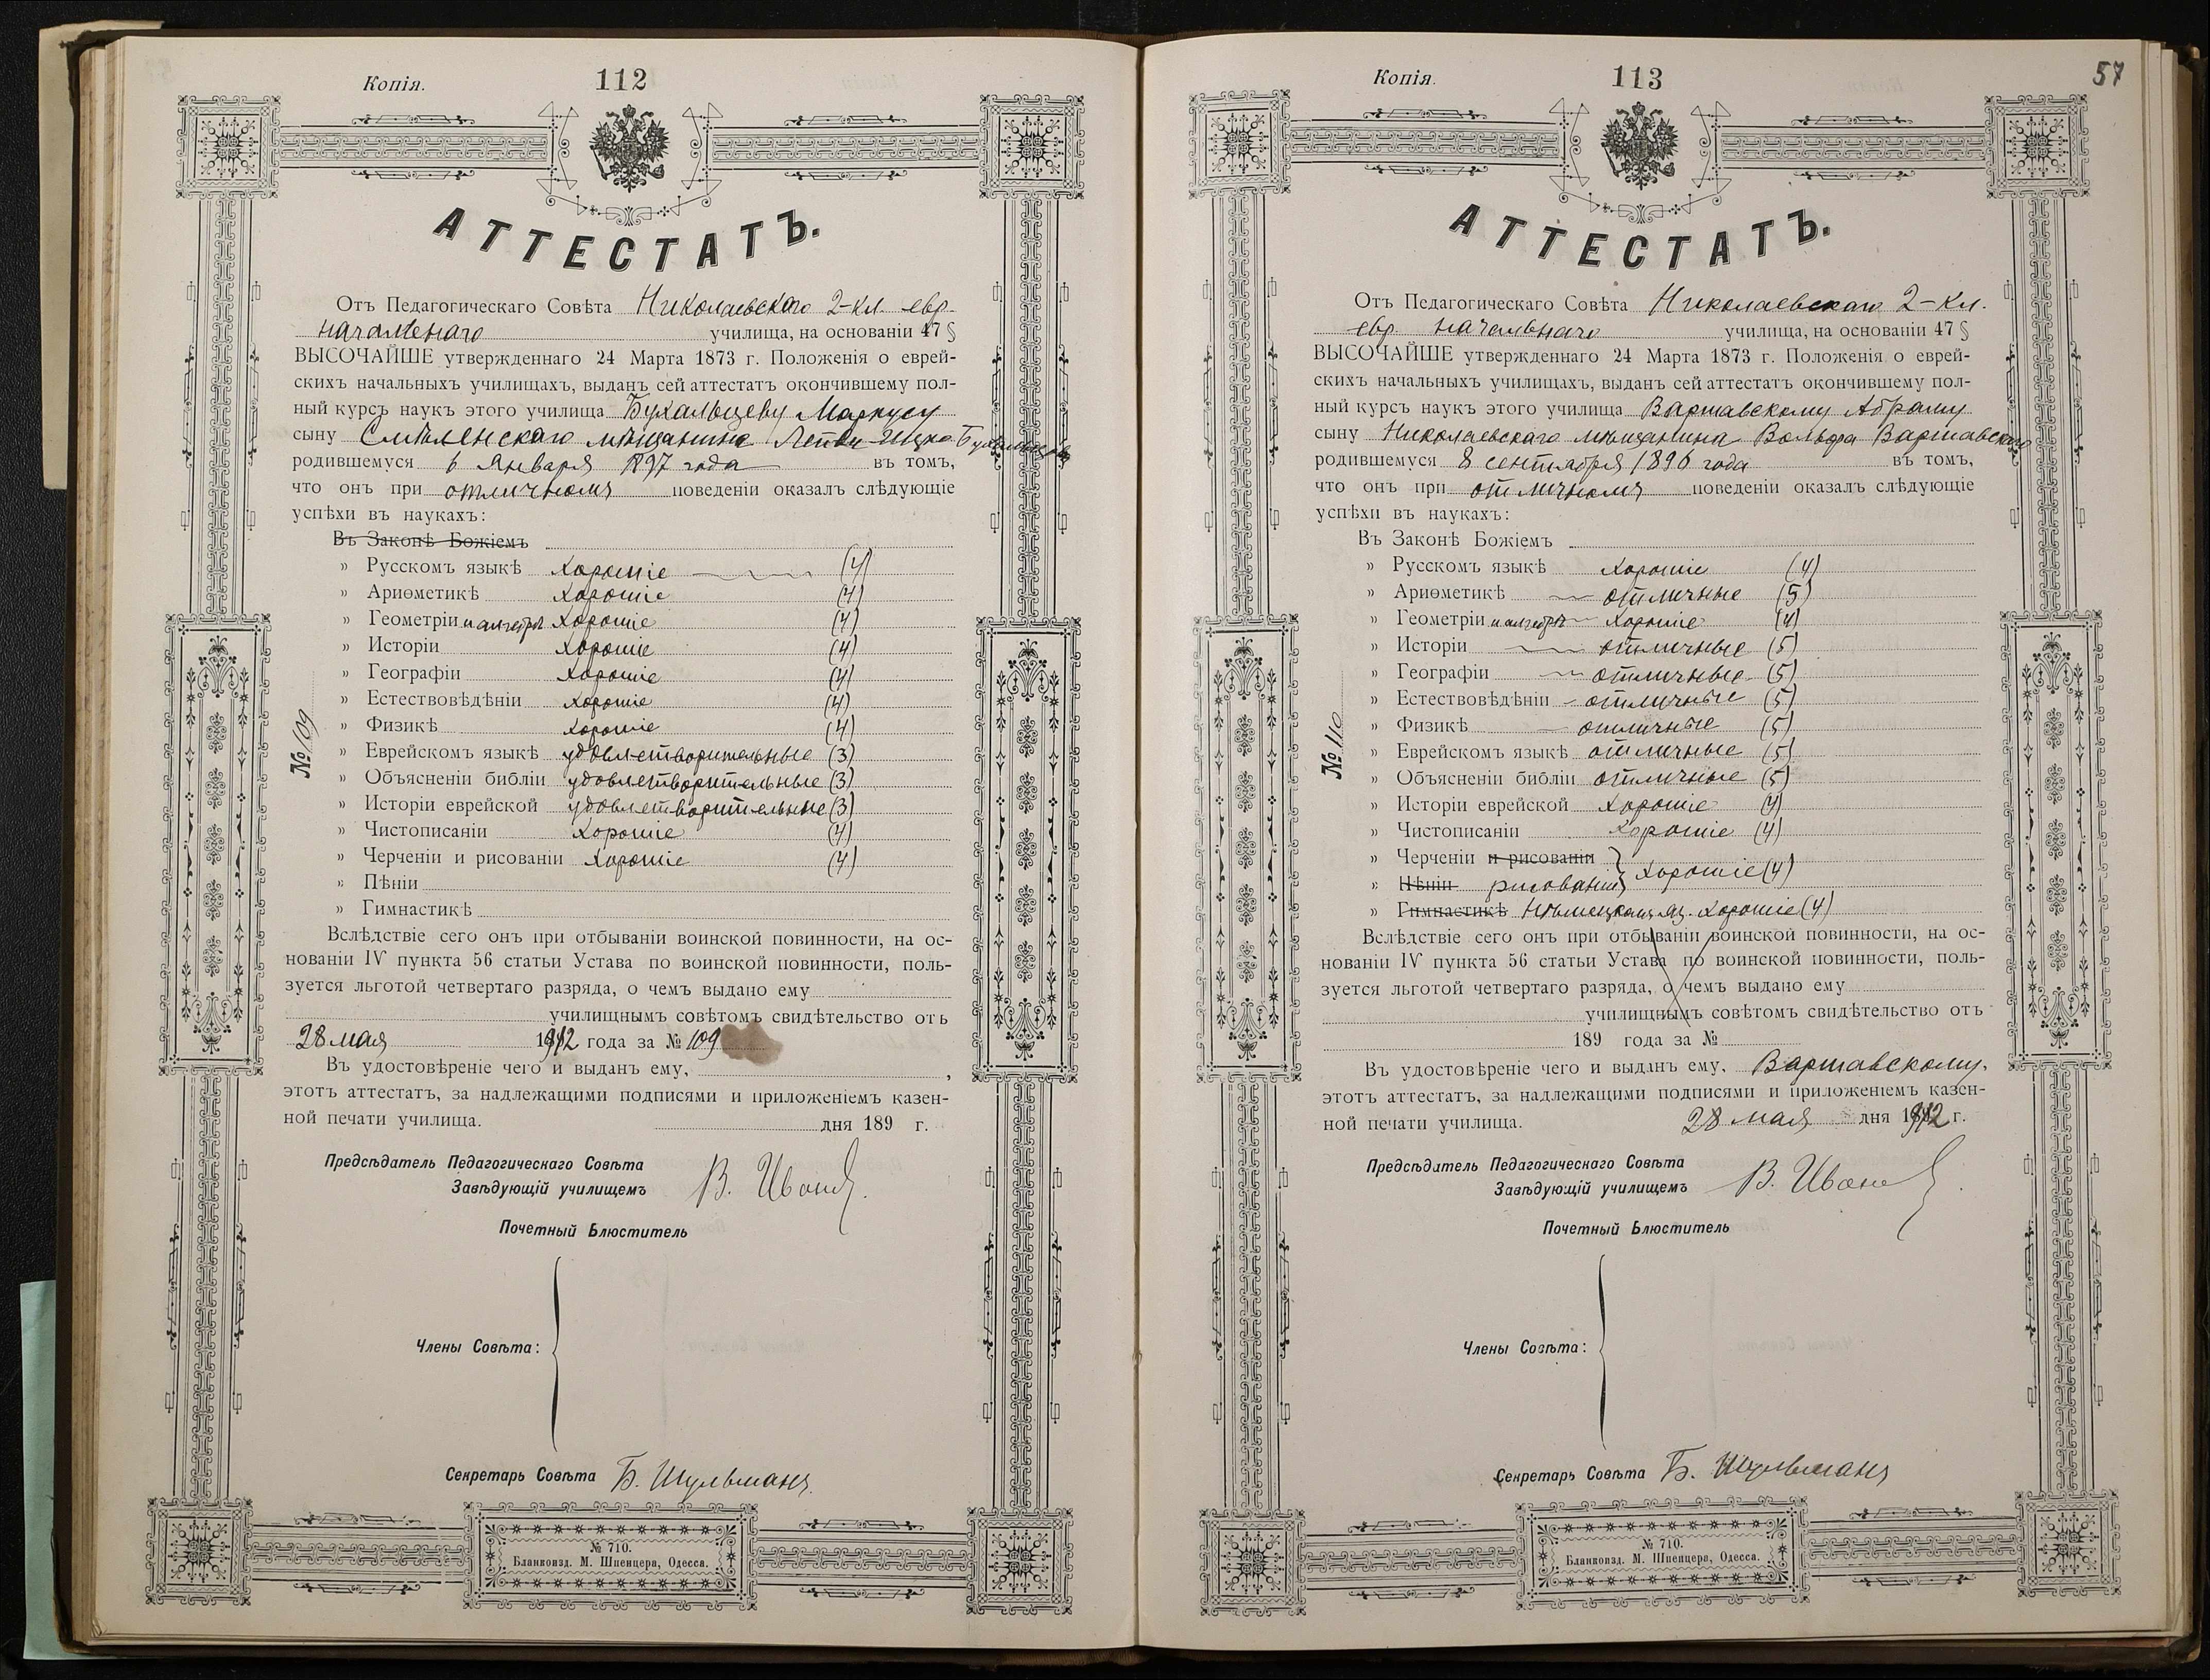 Копія.
112
АТТЕСТАТЪ.
Отъ Педагогическаго Совѣта Николаевскаго 2-кл. евр.
начальнаго училища, на основаніи 47 §
ВЫСОЧАЙШЕ утвержденнаго 24 Марта 1873 г. Положенія о еврей-
скихъ начальныхъ училищахъ, выданъ сей аттестатъ окончившему пол-
ный курсъ наукъ этого училища Бухальцеву Маркусу
сыну мѣщанина Лейви-Ицко Бухальцева
родившемуся 6 Января 1897 года въ томъ,
что онъ при отличномъ поведеніи оказалъ слѣдующіе
успѣхи въ наукахъ:
Въ Законѣ Божіемъ
» Русскомъ языкѣ хорошіе (4)
» Ариѳметикѣ хорошіе (4)
» Геометріи и алгебрѣ хорошіе (4)
» Исторіи хорошіе (4)
» Географіи хорошіе (4)
» Естествовѣдѣніи хорошіе (4)
» Физикѣ хорошіе (4)
» Еврейскомъ языкѣ удовлетворительные (3)
» Объясненіи библіи удовлетворительные (3)
» Исторіи еврейской удовлетворительные (3)
» Чистописаніи хорошіе (4)
» Черченіи и рисованіи хорошіе (4)
» Пѣніи
» Гимнастикѣ
№ 109
Вслѣдствіе сего онъ при отбываніи воинской повинности, на ос-
нованіи IV пункта 56 статьи Устава по воинской повинности, поль-
зуется льготой четвертаго разряда, о чемъ выдано ему
училищнымъ совѣтомъ свидѣтельство отъ
28 мая 1912 года за № 109
Въ удостовѣреніе чего и выданъ ему, ,
этотъ аттестатъ, за надлежащими подписями и приложеніемъ казен-
ной печати училища. дня 189 г.
Предсѣдатель Педагогическаго Совѣта
Завѣдующій училищемъ В. Ивановъ
Почетный Блюститель
Члены Совѣта:
Секретарь Совѣта Б. Шульманъ
№ 710.
Бланкоизд. М. Шпенцера, Одесса.
Копія.
113
57
АТТЕСТАТЪ.
Отъ Педагогическаго Совѣта Николаевскаго 2-кл.
евр. начальнаго училища, на основаніи 47 §
ВЫСОЧАЙШЕ утвержденнаго 24 Марта 1873 г. Положенія о еврей-
скихъ начальныхъ училищахъ, выданъ сей аттестатъ окончившему пол-
ный курсъ наукъ этого училища Варшавскому Абраму
сыну Николаевскаго мѣщанина Вольфа Варшавскаго
родившемуся 8 сентября 1896 года въ томъ,
что онъ при отличномъ поведеніи оказалъ слѣдующіе
успѣхи въ наукахъ:
Въ Законѣ Божіемъ
» Русскомъ языкѣ хорошіе (4)
» Ариѳметикѣ отличные (5)
» Геометріи и алгебрѣ хорошіе (4)
» Исторіи отличные (5)
» Географіи отличные (5)
» Естествовѣдѣніи отличные (5)
» Физикѣ отличные (5)
» Еврейскомъ языкѣ отличные (5)
» Объясненіи библіи отличные (5)
» Исторіи еврейской хорошіе (4)
» Чистописаніи хорошіе (4)
» Черченіи и рисованіи
» Пѣніи рисованіи } хорошіе (4)
» Гимнастикѣ Нѣмецкомъ яз. хорошіе (4)
№ 110
Вслѣдствіе сего онъ при отбываніи воинской повинности, на ос-
нованіи IV пункта 56 статьи Устава по воинской повинности, поль-
зуется льготой четвертаго разряда, о чемъ выдано ему
училищнымъ совѣтомъ свидѣтельство отъ
189 года за №
Въ удостовѣреніе чего и выданъ ему, Варшавскому,
этотъ аттестатъ, за надлежащими подписями и приложеніемъ казен-
ной печати училища. 28 мая дня 1912 г.
Предсѣдатель Педагогическаго Совѣта
Завѣдующій училищемъ В. Ивановъ
Почетный Блюститель
Члены Совѣта:
Секретарь Совѣта Б. Шульманъ
№ 710.
Бланкоизд. М. Шпенцера, Одесса.